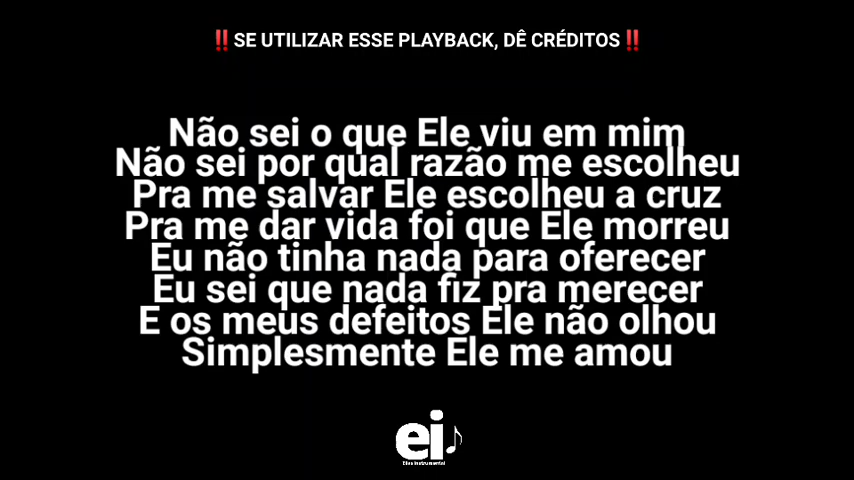 ‼️SE UTILIZAR ESSE PLAYBACK, DÊ CRÉDITOS‼️
Não sei o que Ele viu em mim
Não sei por qual razão me escolheu
Pra me salvar Ele escolheu a cruz
Pra me dar vida foi que Ele morreu
Eu não tinha nada para oferecer
Eu sei que nada fiz pra merecer
E os meus defeitos Ele não olhou
Simplesmente Ele me amou
ei